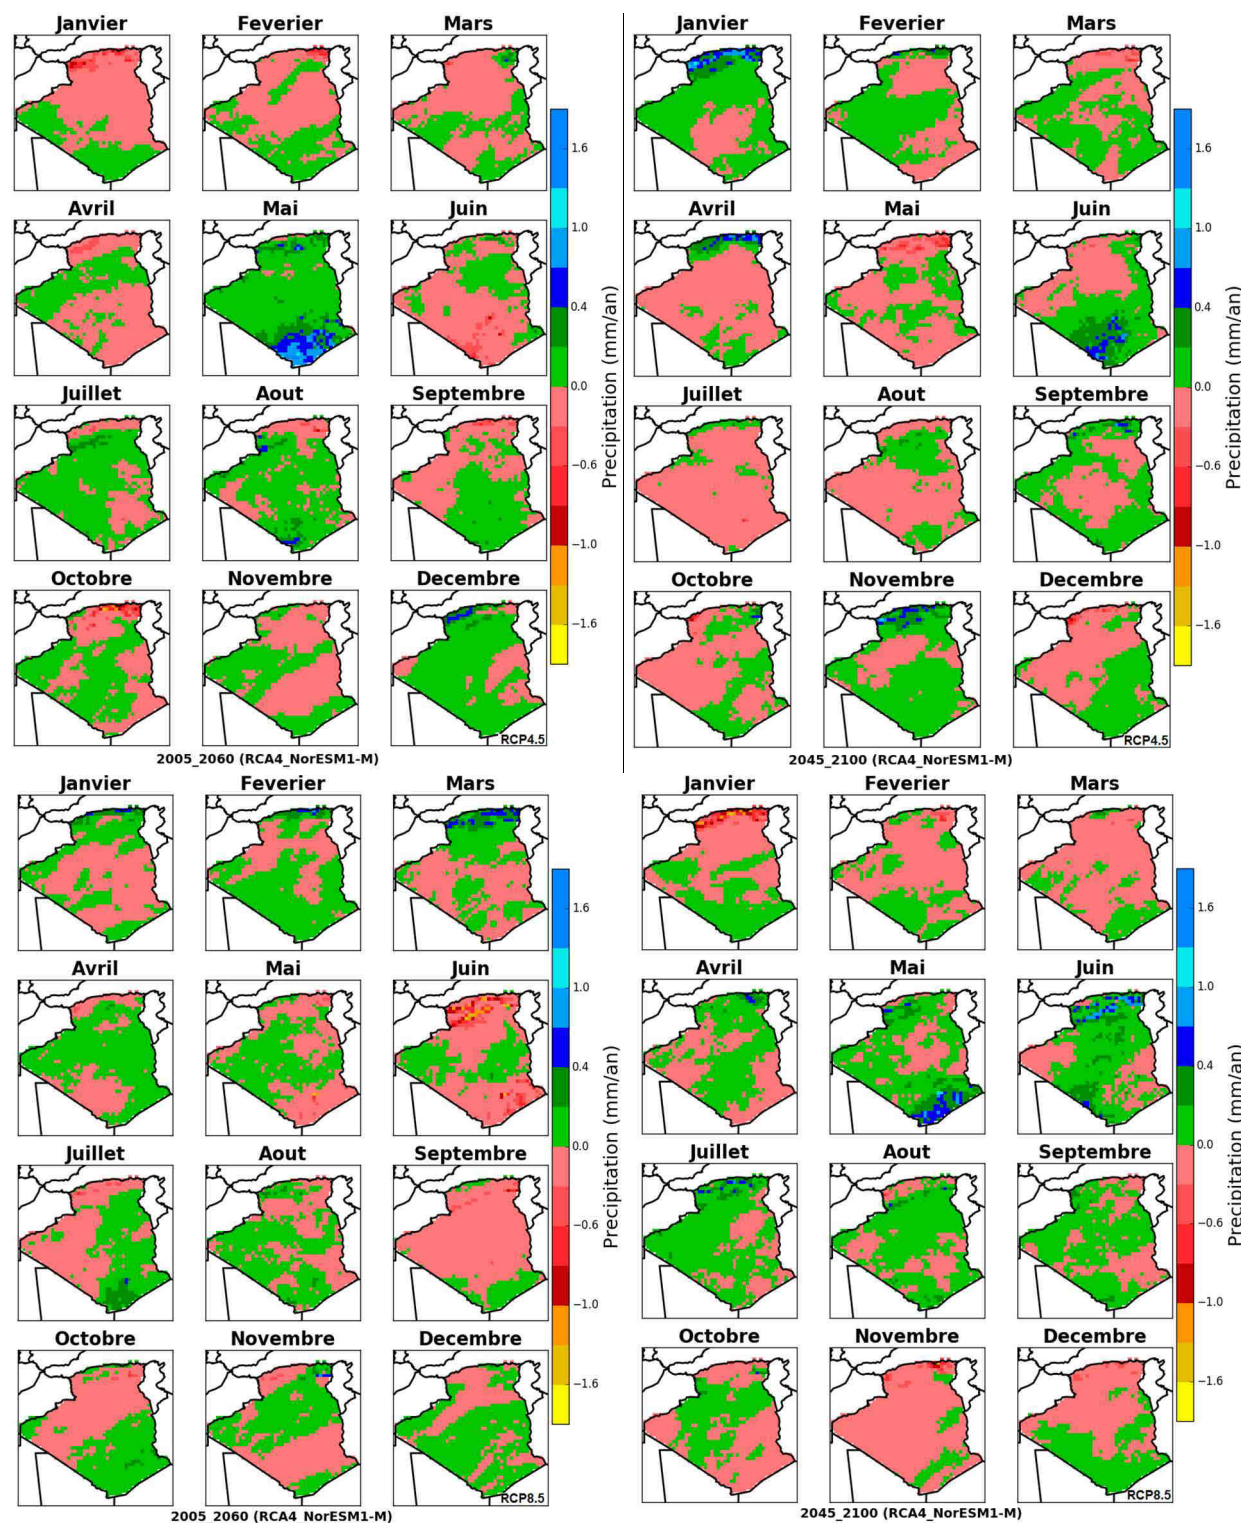 Janvier Feverier Mars
Avril Mai Juin
Juillet Aout Septembre
Octobre Novembre Decembre
RCP4.5
2005_2060 (RCA4_NorESM1-M)
1.6
1.0
0.4
0.0
−0.6
−1.0
−1.6
Precipitation (mm/an)
Janvier Feverier Mars
Avril Mai Juin
Juillet Aout Septembre
Octobre Novembre Decembre
RCP4.5
2045_2100 (RCA4_NorESM1-M)
1.6
1.0
0.4
0.0
−0.6
−1.0
−1.6
Precipitation (mm/an)
Janvier Feverier Mars
Avril Mai Juin
Juillet Aout Septembre
Octobre Novembre Decembre
RCP8.5
2005_2060 (RCA4_NorESM1-M)
1.6
1.0
0.4
0.0
−0.6
−1.0
−1.6
Precipitation (mm/an)
Janvier Feverier Mars
Avril Mai Juin
Juillet Aout Septembre
Octobre Novembre Decembre
RCP8.5
2045_2100 (RCA4_NorESM1-M)
1.6
1.0
0.4
0.0
−0.6
−1.0
−1.6
Precipitation (mm/an)